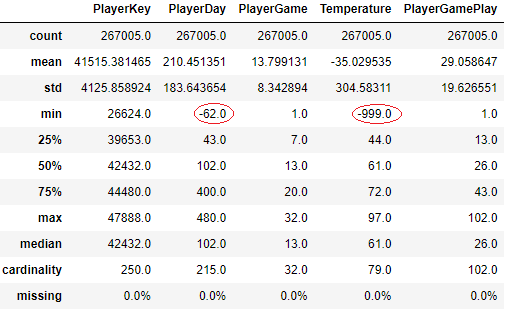 PlayerKey PlayerDay PlayerGame Temperature PlayerGamePlay
count 267005.0 267005.0 267005.0 267005.0 267005.0
mean 41515.381465 210.451351 13.799131 -35.029535 29.058647
std 4125.858924 183.643654 8.342894 304.58311 19.626551
min 26624.0 -62.0 1.0 -999.0 1.0
25% 39653.0 43.0 7.0 44.0 13.0
50% 42432.0 102.0 13.0 61.0 26.0
75% 44480.0 400.0 20.0 72.0 43.0
max 47888.0 480.0 32.0 97.0 102.0
median 42432.0 102.0 13.0 61.0 26.0
cardinality 250.0 215.0 32.0 79.0 102.0
missing 0.0% 0.0% 0.0% 0.0% 0.0%